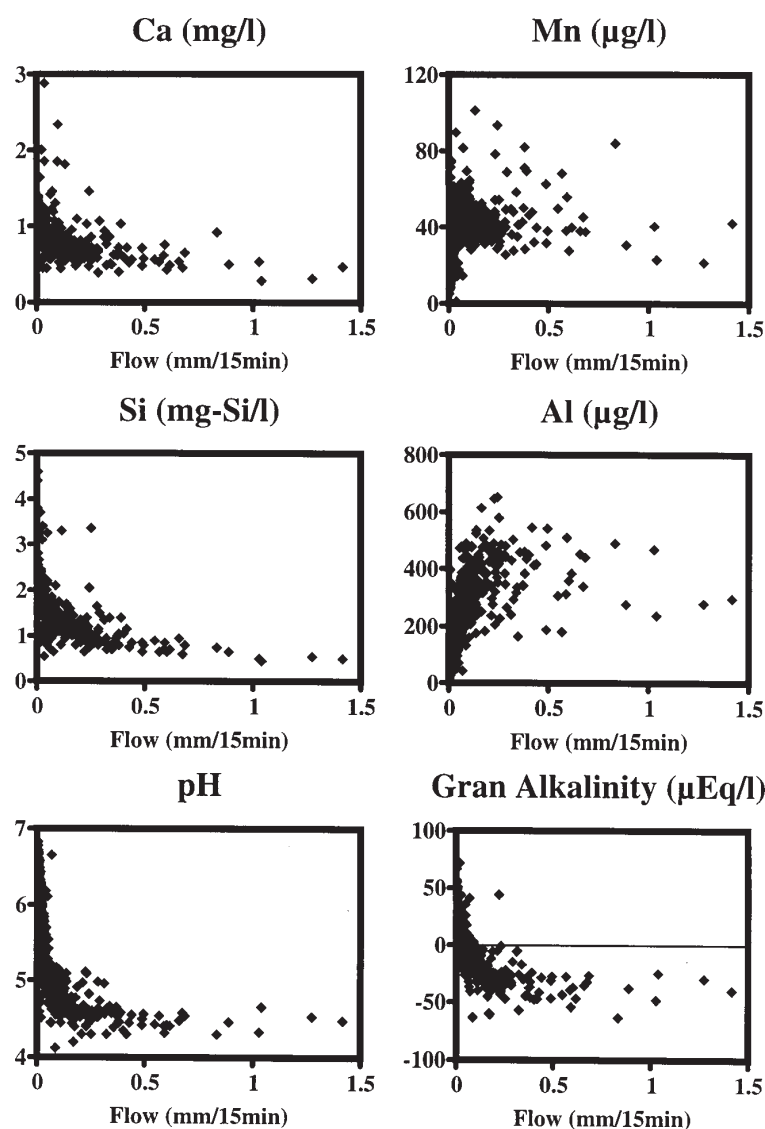 Ca (mg/l)
3
2
1
0
0 0.5 1 1.5
Flow (mm/15min)
Mn (µg/l)
120
80
40
0
0 0.5 1 1.5
Flow (mm/15min)
Si (mg-Si/l)
5
4
3
2
1
0
0 0.5 1 1.5
Flow (mm/15min)
Al (µg/l)
800
600
400
200
0
0 0.5 1 1.5
Flow (mm/15min)
pH
7
6
5
4
0 0.5 1 1.5
Flow (mm/15min)
Gran Alkalinity (µEq/l)
100
50
0
-50
-100
0 0.5 1 1.5
Flow (mm/15min)